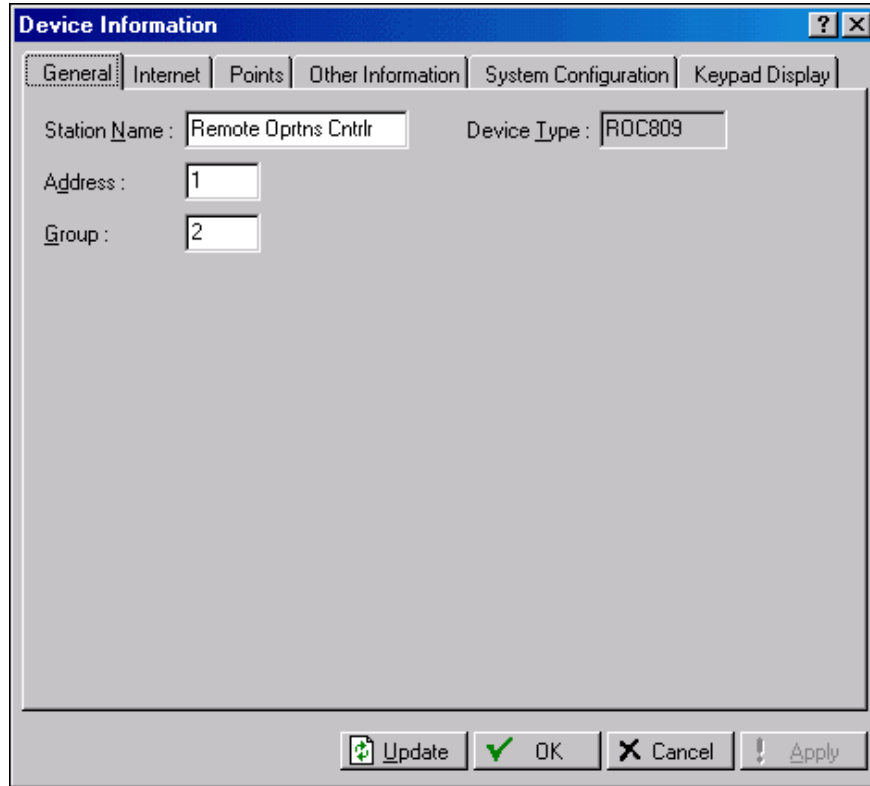 Device Information
General Internet Points Other Information System Configuration Keypad Display
Station Name : Remote Oprtns Cntrlr Device Type : ROC809
Address : 1
Group : 2
Update OK Cancel Apply